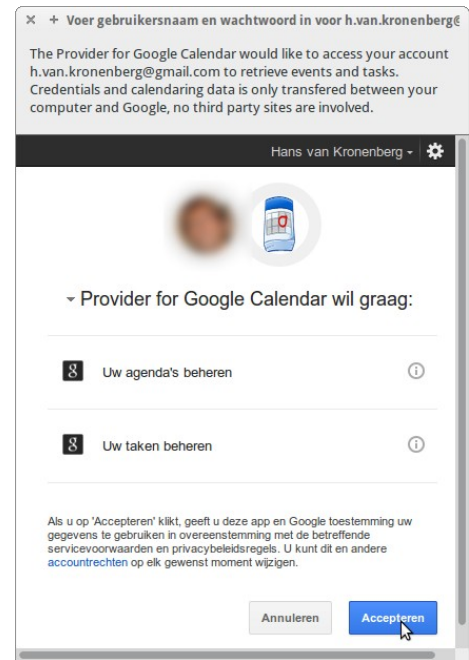 Voer gebruikersnaam en wachtwoord in voor h.van.kronenberg@
The Provider for Google Calendar would like to access your account
h.van.kronenberg@gmail.com to retrieve events and tasks.
Credentials and calendaring data is only transfered between your
computer and Google, no third party sites are involved.
Hans van Kronenberg
Provider for Google Calendar wil graag:
8 Uw agenda's beheren
8 Uw taken beheren
Als u op 'Accepteren' klikt, geeft u deze app en Google toestemming uw
gegevens te gebruiken in overeenstemming met de betreffende
servicevoorwaarden en privacybeleidsregels. U kunt dit en andere
accountrechten op elk gewenst moment wijzigen.
Annuleren Accepteren